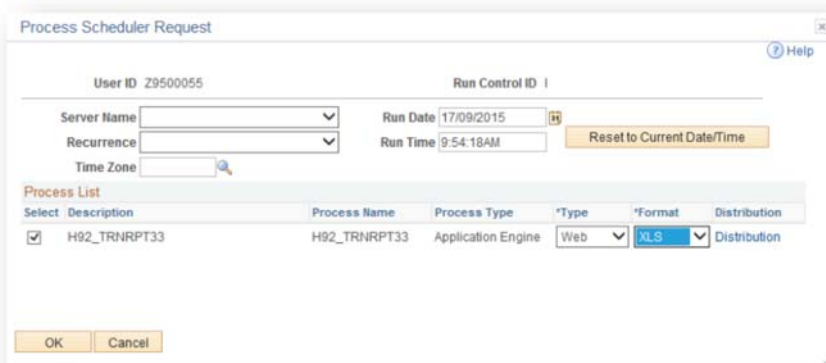 Process Scheduler Request
Help
User ID Z9500055 Run Control ID I
Server Name Run Date 17/09/2015
Recurrence Run Time 9:54:18AM Reset to Current Date/Time
Time Zone
Process List
Select Description Process Name Process Type *Type *Format Distribution
H92_TRNRPT33 H92_TRNRPT33 Application Engine Web XLS Distribution
OK Cancel